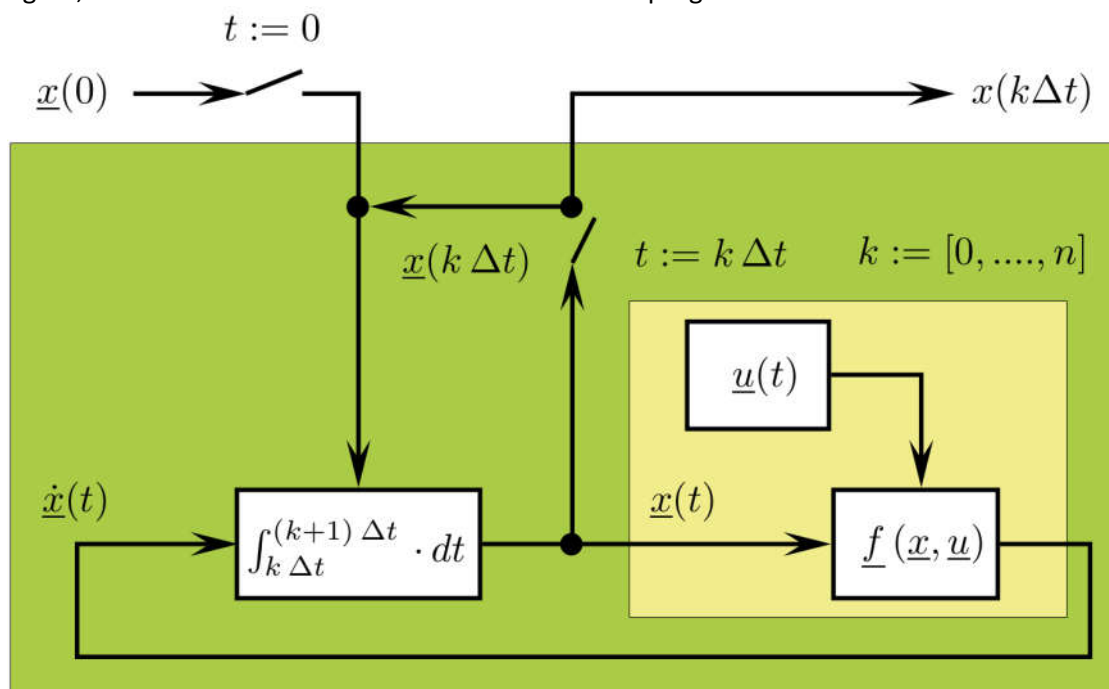 t := 0
x(0)
x(kΔt)
x(k Δt)
t := k Δt
k := [0, ...., n]
u(t)
ẋ(t)
∫_{k Δt}^{(k+1) Δt} · dt
x(t)
f (x, u)